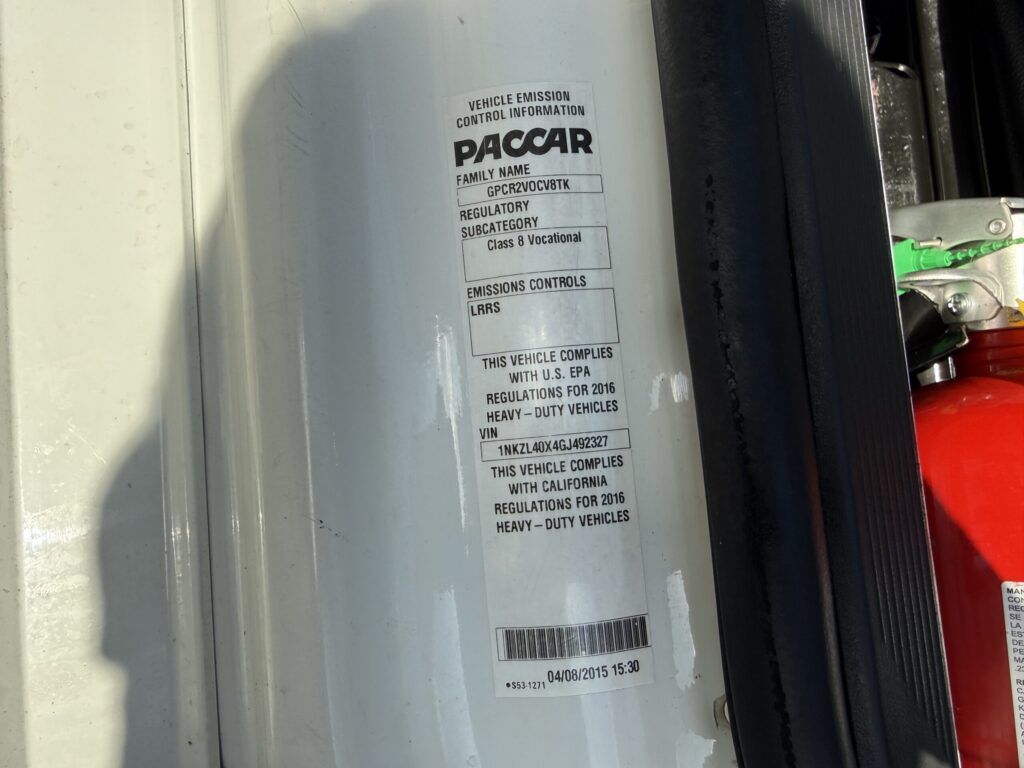 VEHICLE EMISSION
CONTROL INFORMATION
PACCAR
FAMILY NAME
GPCR2VOCV8TK
REGULATORY
SUBCATEGORY
Class 8 Vocational
EMISSIONS CONTROLS
LRRS
THIS VEHICLE COMPLIES
WITH U.S. EPA
REGULATIONS FOR 2016
HEAVY-DUTY VEHICLES
VIN
1NKZL40X4GJ492327
THIS VEHICLE COMPLIES
WITH CALIFORNIA
REGULATIONS FOR 2016
HEAVY-DUTY VEHICLES
•S53-1271 04/08/2015 15:30